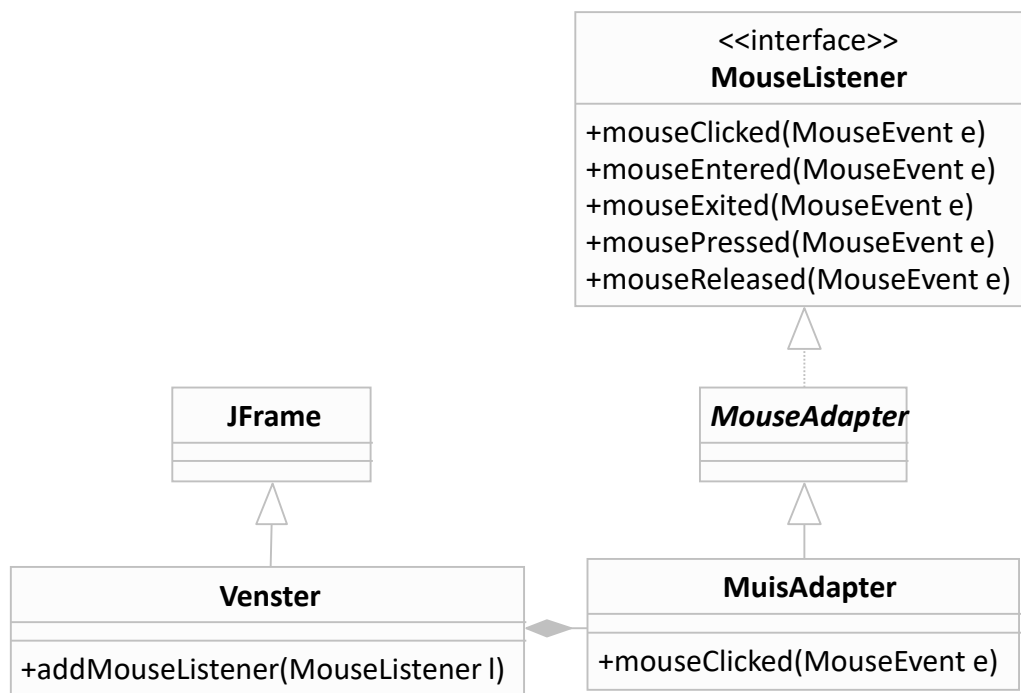 <<interface>>
MouseListener
+mouseClicked(MouseEvent e)
+mouseEntered(MouseEvent e)
+mouseExited(MouseEvent e)
+mousePressed(MouseEvent e)
+mouseReleased(MouseEvent e)
JFrame
MouseAdapter
Venster
+addMouseListener(MouseListener l)
MuisAdapter
+mouseClicked(MouseEvent e)